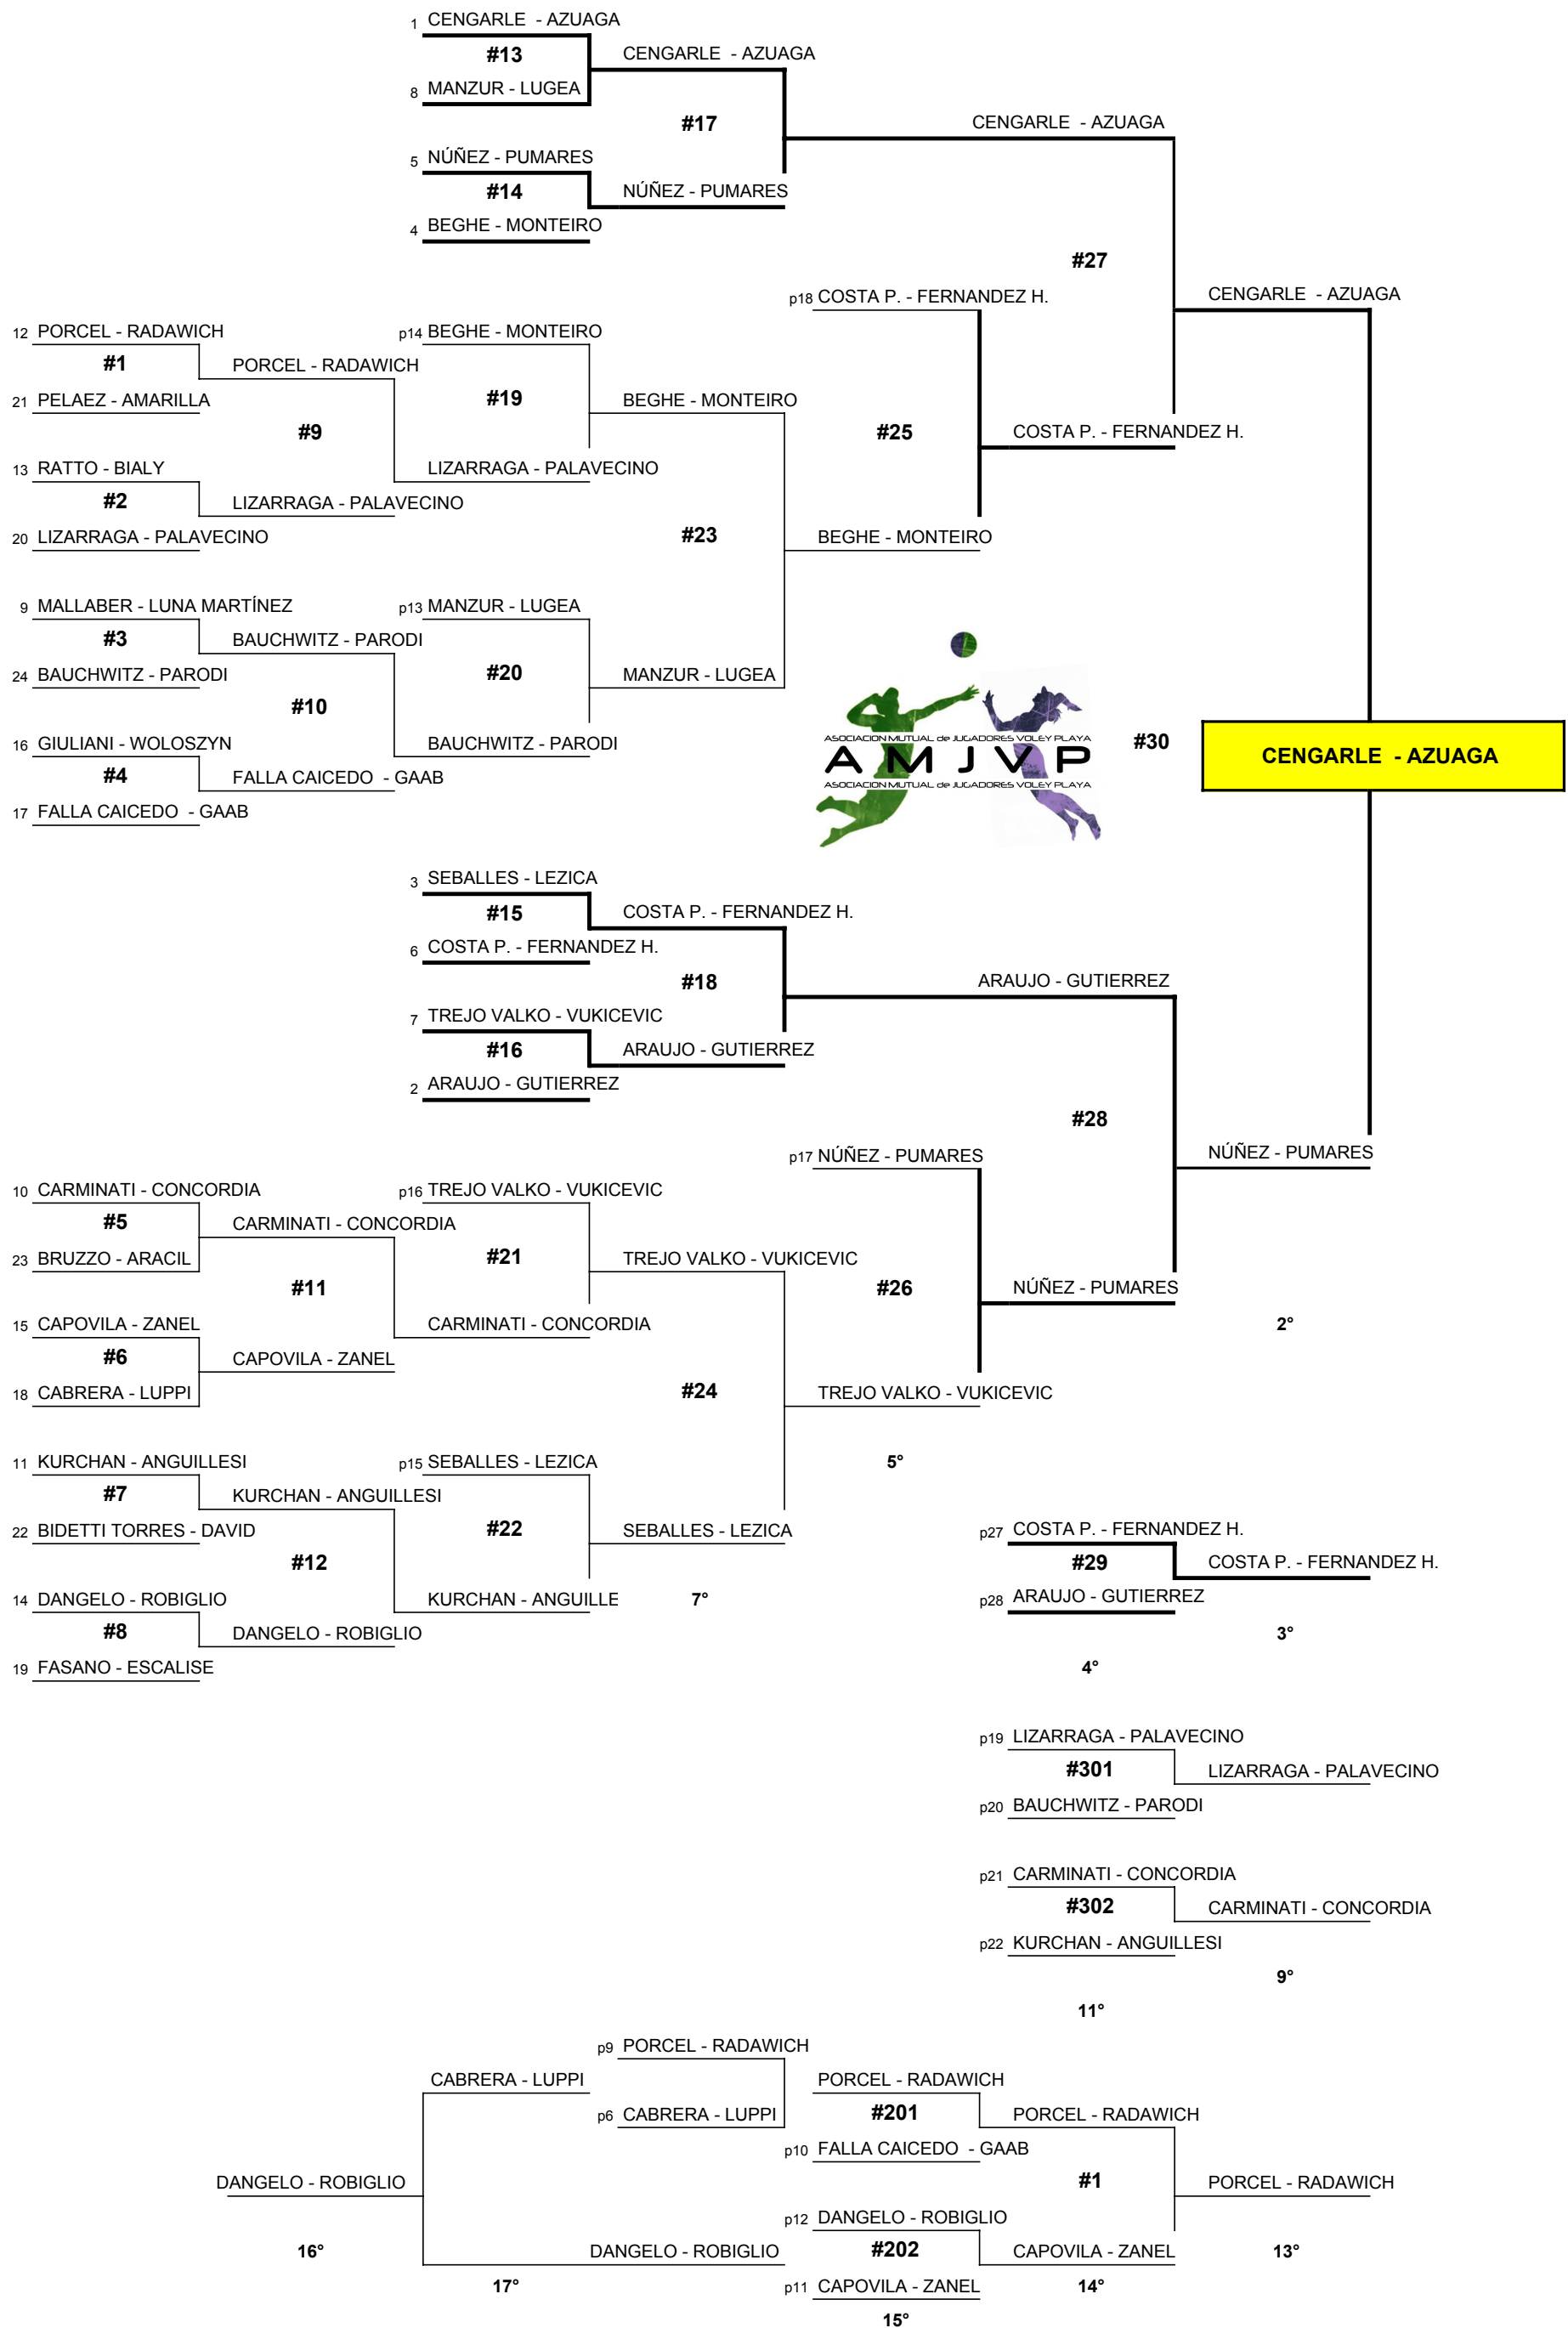 1 CENGARLE  - AZUAGA
#13 CENGARLE  - AZUAGA
8 MANZUR - LUGEA
#17 CENGARLE  - AZUAGA
5 NÚÑEZ - PUMARES
#14 NÚÑEZ - PUMARES
4 BEGHE - MONTEIRO
#27
p18 COSTA P. - FERNANDEZ H. CENGARLE  - AZUAGA
12 PORCEL - RADAWICH p14 BEGHE - MONTEIRO
#1 PORCEL - RADAWICH
21 PELAEZ - AMARILLA #19 BEGHE - MONTEIRO
#9 #25 COSTA P. - FERNANDEZ H.
13 RATTO - BIALY LIZARRAGA - PALAVECINO
#2 LIZARRAGA - PALAVECINO
20 LIZARRAGA - PALAVECINO #23 BEGHE - MONTEIRO
9 MALLABER - LUNA MARTÍNEZ p13 MANZUR - LUGEA
#3 BAUCHWITZ - PARODI
24 BAUCHWITZ - PARODI #20 MANZUR - LUGEA
#10
16 GIULIANI - WOLOSZYN BAUCHWITZ - PARODI
ASOCIACION MUTUAL de JUGADORES VOLEY PLAYA
AMJVP
ASOCIACION MUTUAL de JUGADORES VOLEY PLAYA
#30 CENGARLE  - AZUAGA
#4 FALLA CAICEDO  - GAAB
17 FALLA CAICEDO  - GAAB
3 SEBALLES - LEZICA
#15 COSTA P. - FERNANDEZ H.
6 COSTA P. - FERNANDEZ H.
#18 ARAUJO - GUTIERREZ
7 TREJO VALKO - VUKICEVIC
#16 ARAUJO - GUTIERREZ
2 ARAUJO - GUTIERREZ
#28
p17 NÚÑEZ - PUMARES NÚÑEZ - PUMARES
10 CARMINATI - CONCORDIA p16 TREJO VALKO - VUKICEVIC
#5 CARMINATI - CONCORDIA
23 BRUZZO - ARACIL #21 TREJO VALKO - VUKICEVIC
#11 #26 NÚÑEZ - PUMARES
15 CAPOVILA - ZANEL CARMINATI - CONCORDIA 2°
#6 CAPOVILA - ZANEL
18 CABRERA - LUPPI #24 TREJO VALKO - VUKICEVIC
11 KURCHAN - ANGUILLESI p15 SEBALLES - LEZICA 5°
#7 KURCHAN - ANGUILLESI
22 BIDETTI TORRES - DAVID #22 SEBALLES - LEZICA p27 COSTA P. - FERNANDEZ H.
#12 #29 COSTA P. - FERNANDEZ H.
14 DANGELO - ROBIGLIO KURCHAN - ANGUILLE 7° p28 ARAUJO - GUTIERREZ
#8 DANGELO - ROBIGLIO 3°
19 FASANO - ESCALISE 4°
p19 LIZARRAGA - PALAVECINO
#301 LIZARRAGA - PALAVECINO
p20 BAUCHWITZ - PARODI
p21 CARMINATI - CONCORDIA
#302 CARMINATI - CONCORDIA
p22 KURCHAN - ANGUILLESI
9°
11°
p9 PORCEL - RADAWICH
CABRERA - LUPPI PORCEL - RADAWICH
p6 CABRERA - LUPPI #201 PORCEL - RADAWICH
p10 FALLA CAICEDO  - GAAB
DANGELO - ROBIGLIO #1 PORCEL - RADAWICH
p12 DANGELO - ROBIGLIO
16° DANGELO - ROBIGLIO #202 CAPOVILA - ZANEL 13°
17° p11 CAPOVILA - ZANEL 14°
15°